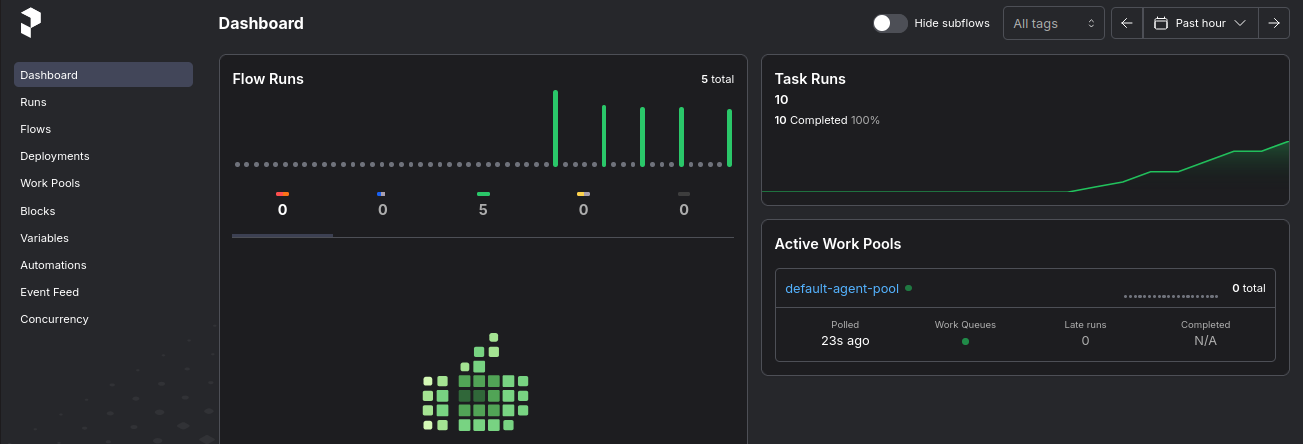 Dashboard
Hide subflows
All tags
Past hour
Dashboard
Runs
Flows
Deployments
Work Pools
Blocks
Variables
Automations
Event Feed
Concurrency
Flow Runs
5 total
0 0 5 0 0
Task Runs
10
10 Completed 100%
Active Work Pools
default-agent-pool
0 total
Polled Work Queues Late runs Completed
23s ago 0 N/A